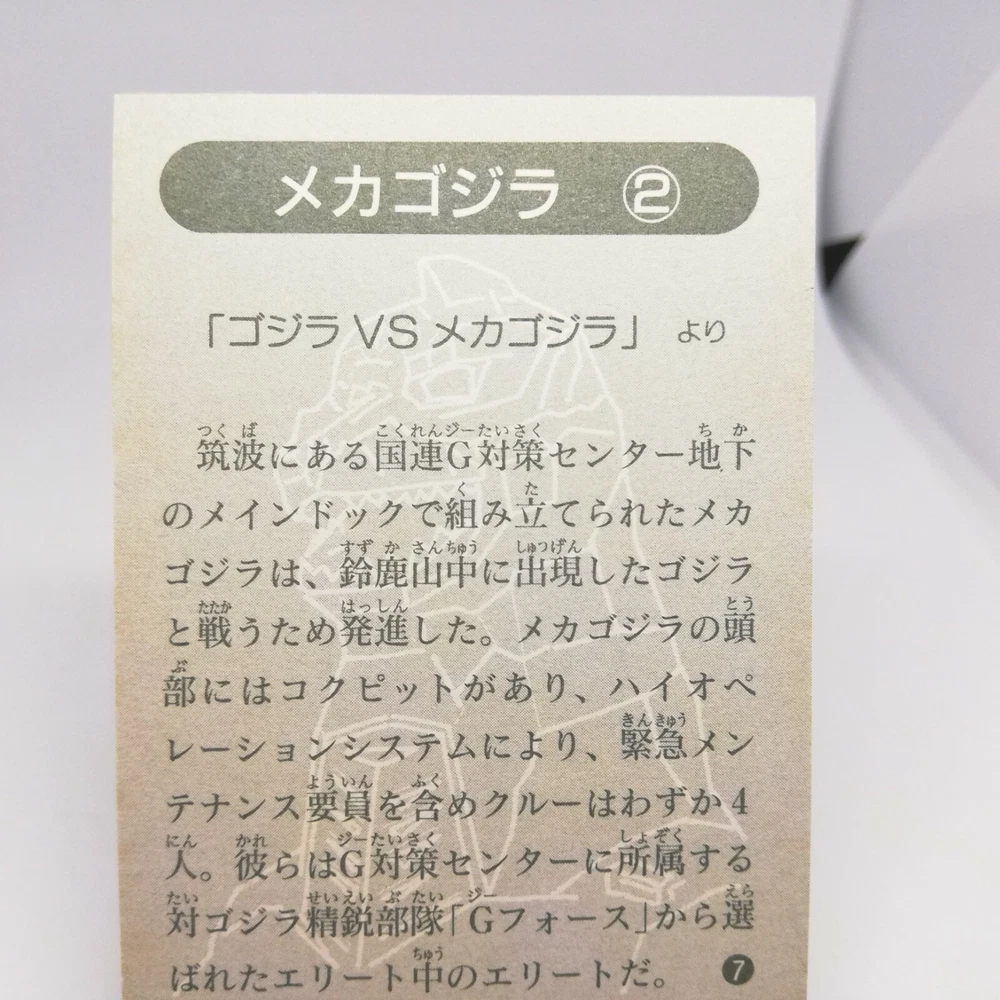 メカゴジラ ②
「ゴジラ VS メカゴジラ」 より
筑波にある国連G対策センター地下
のメインドックで組み立てられたメカ
ゴジラは、鈴鹿山中に出現したゴジラ
と戦うため発進した。メカゴジラの頭
部にはコクピットがあり、ハイオペ
レーションシステムにより、緊急メン
テナンス要員を含めクルーはわずか4
人。彼らはG対策センターに所属する
対ゴジラ精鋭部隊「Gフォース」から選
ばれたエリート中のエリートだ。 ❼